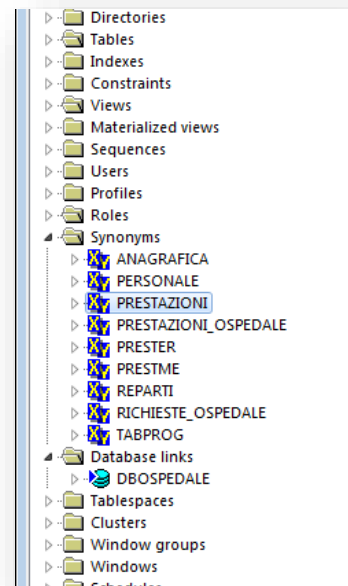 Directories
Tables
Indexes
Constraints
Views
Materialized views
Sequences
Users
Profiles
Roles
Synonyms
ANAGRAFICA
PERSONALE
PRESTAZIONI
PRESTAZIONI_OSPEDALE
PRESTER
PRESTME
REPARTI
RICHIESTE_OSPEDALE
TABPROG
Database links
DBOSPEDALE
Tablespaces
Clusters
Window groups
Windows